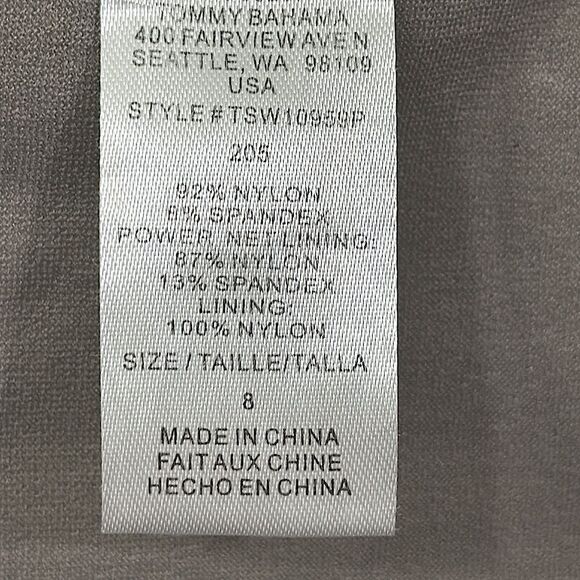 TOMMY BAHAMA
400 FAIRVIEW AVE N
SEATTLE, WA 98109
USA
STYLE # TSW10959P
205
92% NYLON
8% SPANDEX
POWER NET LINING:
87% NYLON
13% SPANDEX
LINING:
100% NYLON
SIZE / TAILLE/TALLA
8
MADE IN CHINA
FAIT AUX CHINE
HECHO EN CHINA